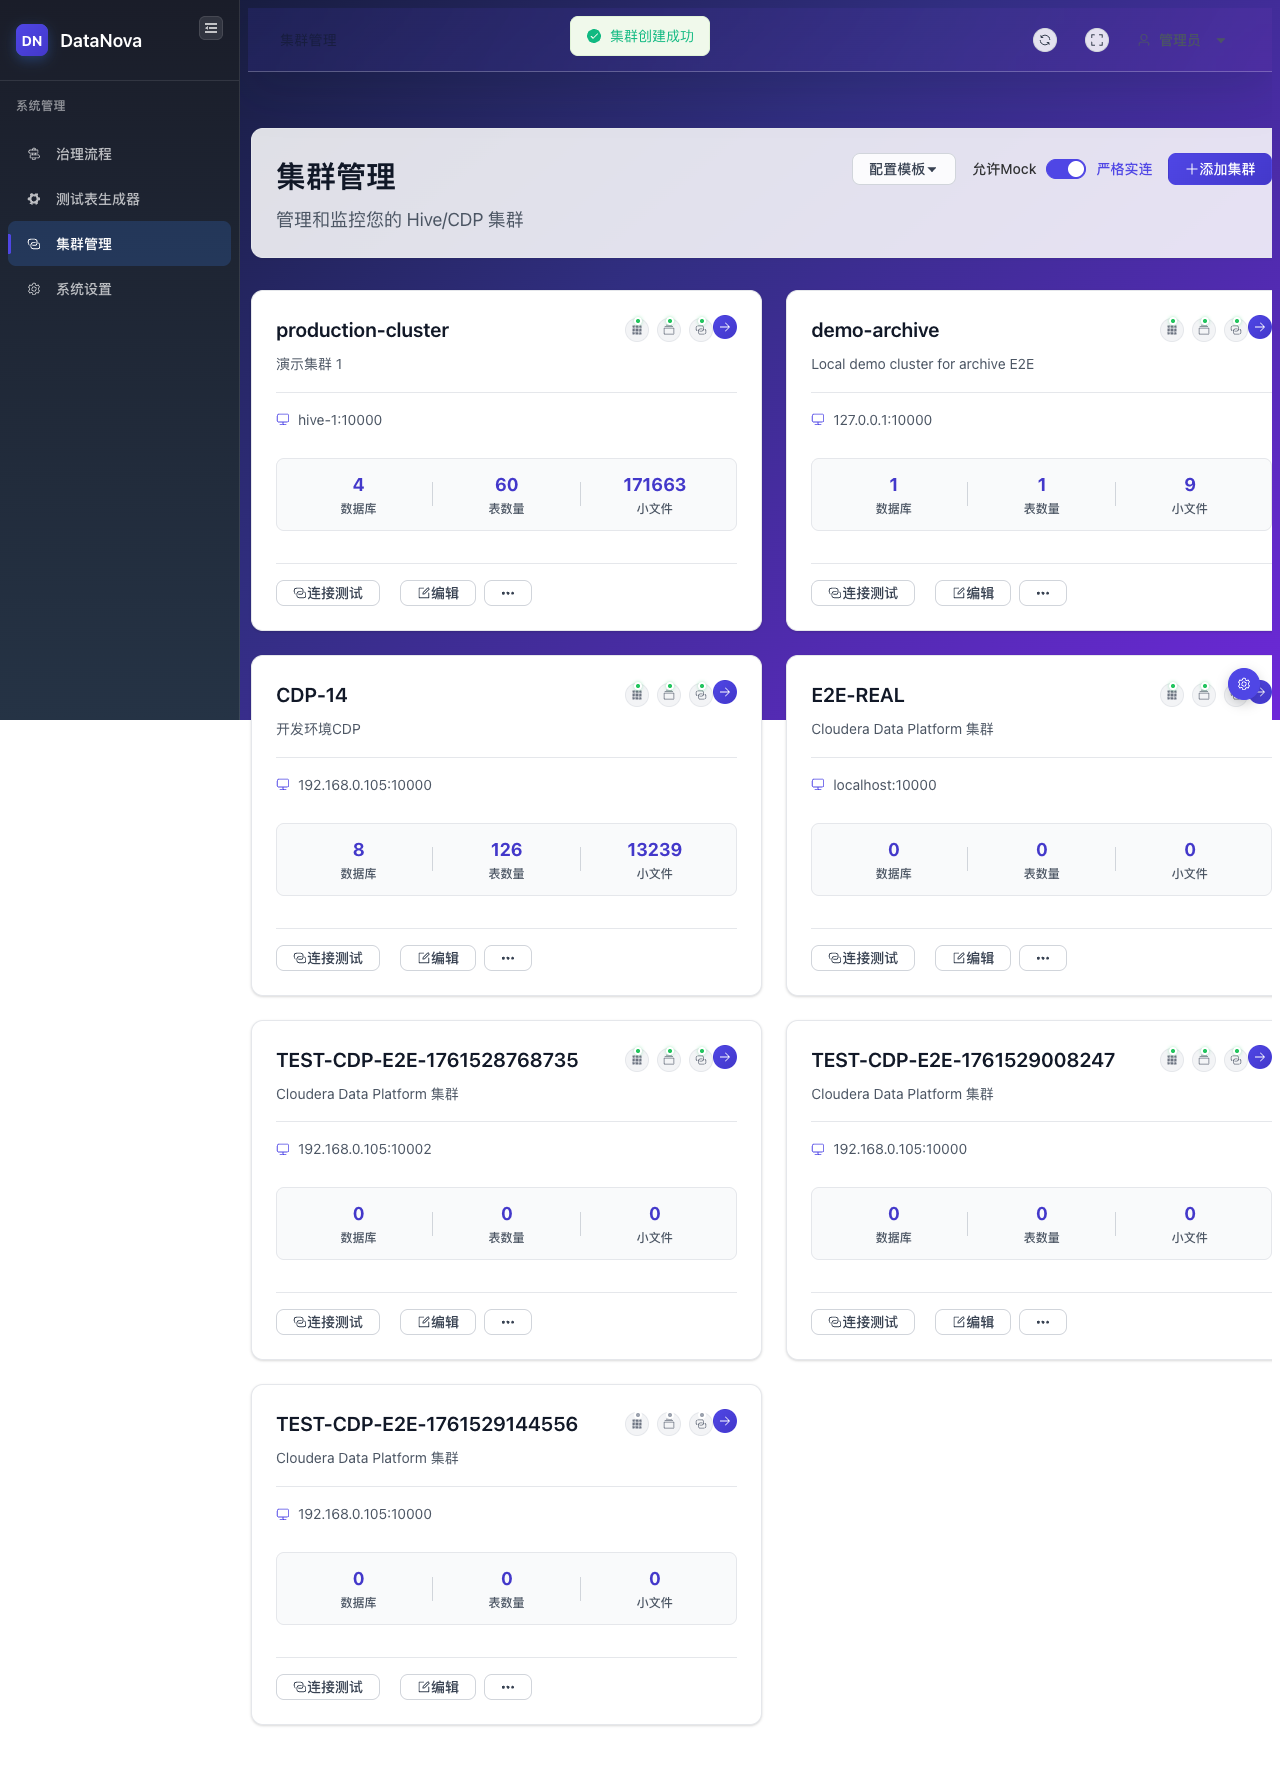 DN DataNova
系统管理
治理流程
测试表生成器
集群管理
系统设置
集群管理
集群创建成功
管理员
集群管理
管理和监控您的 Hive/CDP 集群
配置模板
允许Mock
严格实连
添加集群
production-cluster
演示集群 1
hive-1:10000
4 60 171663
数据库 表数量 小文件
连接测试 编辑
demo-archive
Local demo cluster for archive E2E
127.0.0.1:10000
1 1 9
数据库 表数量 小文件
连接测试 编辑
CDP-14
开发环境CDP
192.168.0.105:10000
8 126 13239
数据库 表数量 小文件
连接测试 编辑
E2E-REAL
Cloudera Data Platform 集群
localhost:10000
0 0 0
数据库 表数量 小文件
连接测试 编辑
TEST-CDP-E2E-1761528768735
Cloudera Data Platform 集群
192.168.0.105:10002
0 0 0
数据库 表数量 小文件
连接测试 编辑
TEST-CDP-E2E-1761529008247
Cloudera Data Platform 集群
192.168.0.105:10000
0 0 0
数据库 表数量 小文件
连接测试 编辑
TEST-CDP-E2E-1761529144556
Cloudera Data Platform 集群
192.168.0.105:10000
0 0 0
数据库 表数量 小文件
连接测试 编辑